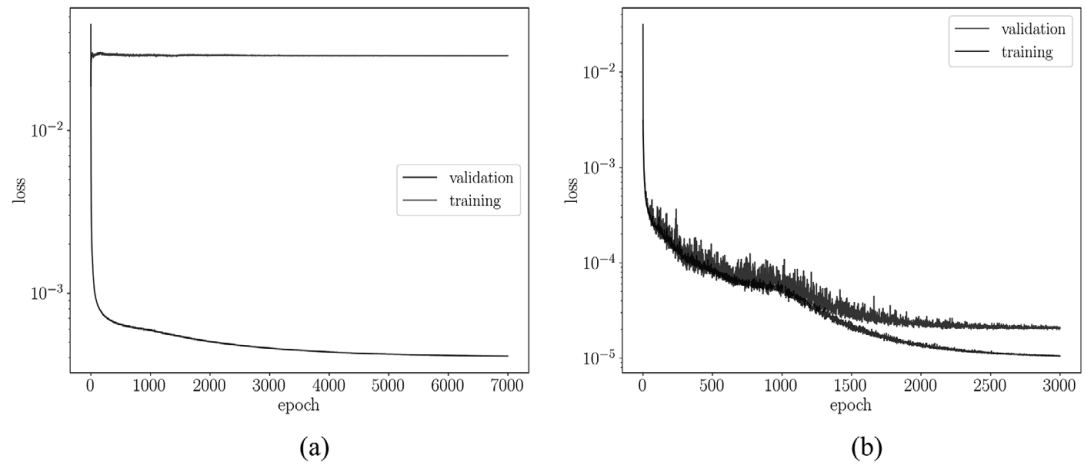 10⁻²
10⁻³
loss
0 1000 2000 3000 4000 5000 6000 7000
epoch
validation
training
(a)
10⁻²
10⁻³
10⁻⁴
10⁻⁵
loss
0 500 1000 1500 2000 2500 3000
epoch
validation
training
(b)